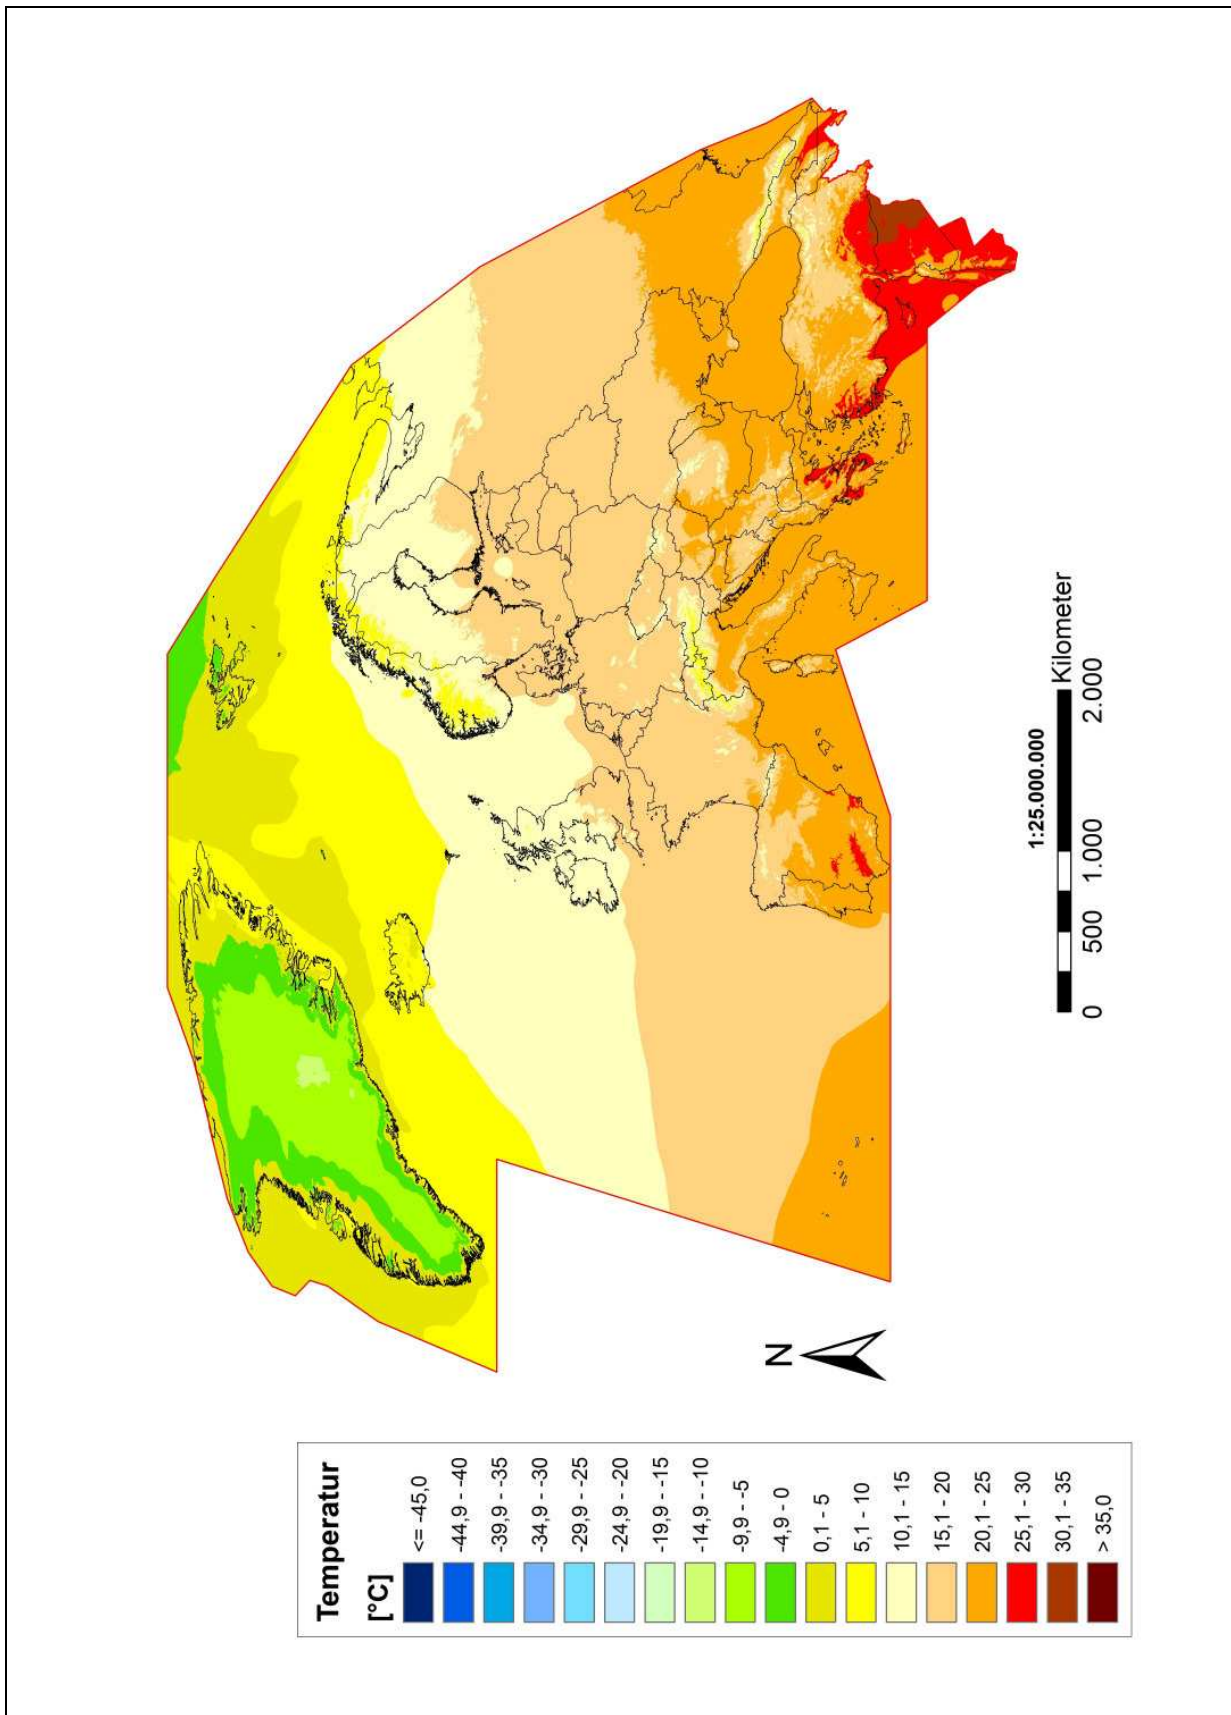 Temperatur
[°C]
<= -45,0
-44,9 - -40
-39,9 - -35
-34,9 - -30
-29,9 - -25
-24,9 - -20
-19,9 - -15
-14,9 - -10
-9,9 - -5
-4,9 - 0
0,1 - 5
5,1 - 10
10,1 - 15
15,1 - 20
20,1 - 25
25,1 - 30
30,1 - 35
> 35,0
N
1:25.000.000
0 500 1.000 2.000
Kilometer